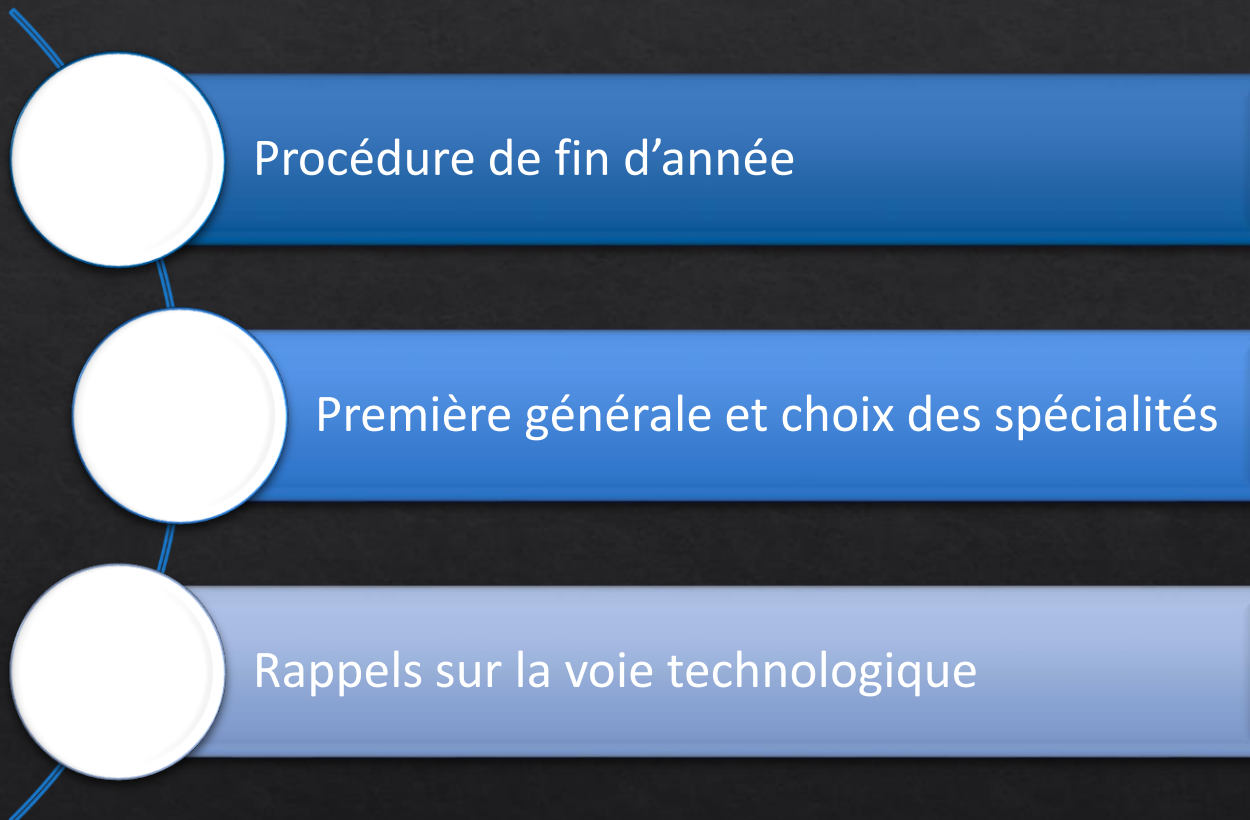 Procédure de fin d’année
Première générale et choix des spécialités
Rappels sur la voie technologique